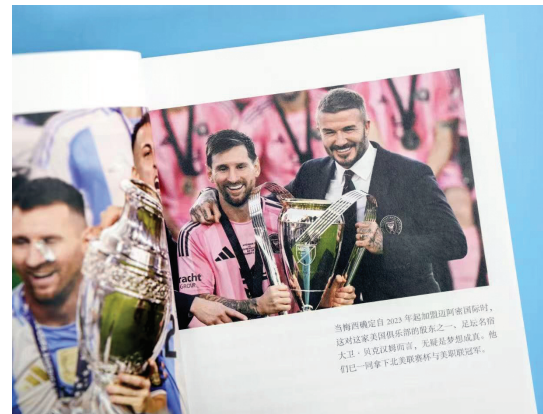 racht
GROUP
当梅西确定自 2023 年起加盟迈阿密国际时，
这对这家美国俱乐部的股东之一、足坛名宿
大卫·贝克汉姆而言，无疑是梦想成真。他
们已一同拿下北美联赛杯与美职联冠军。